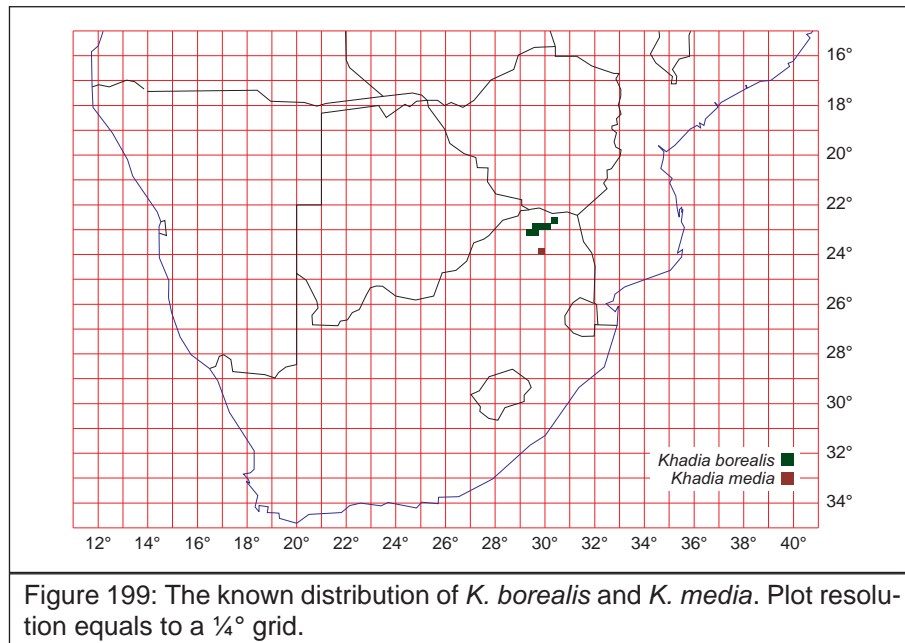 16°
18°
20°
22°
24°
26°
28°
30°
32°
34°
Khadia borealis
Khadia media
12° 14° 16° 18° 20° 22° 24° 26° 28° 30° 32° 34° 36° 38° 40°
Figure 199: The known distribution of K. borealis and K. media. Plot resolu-
tion equals to a ¼° grid.